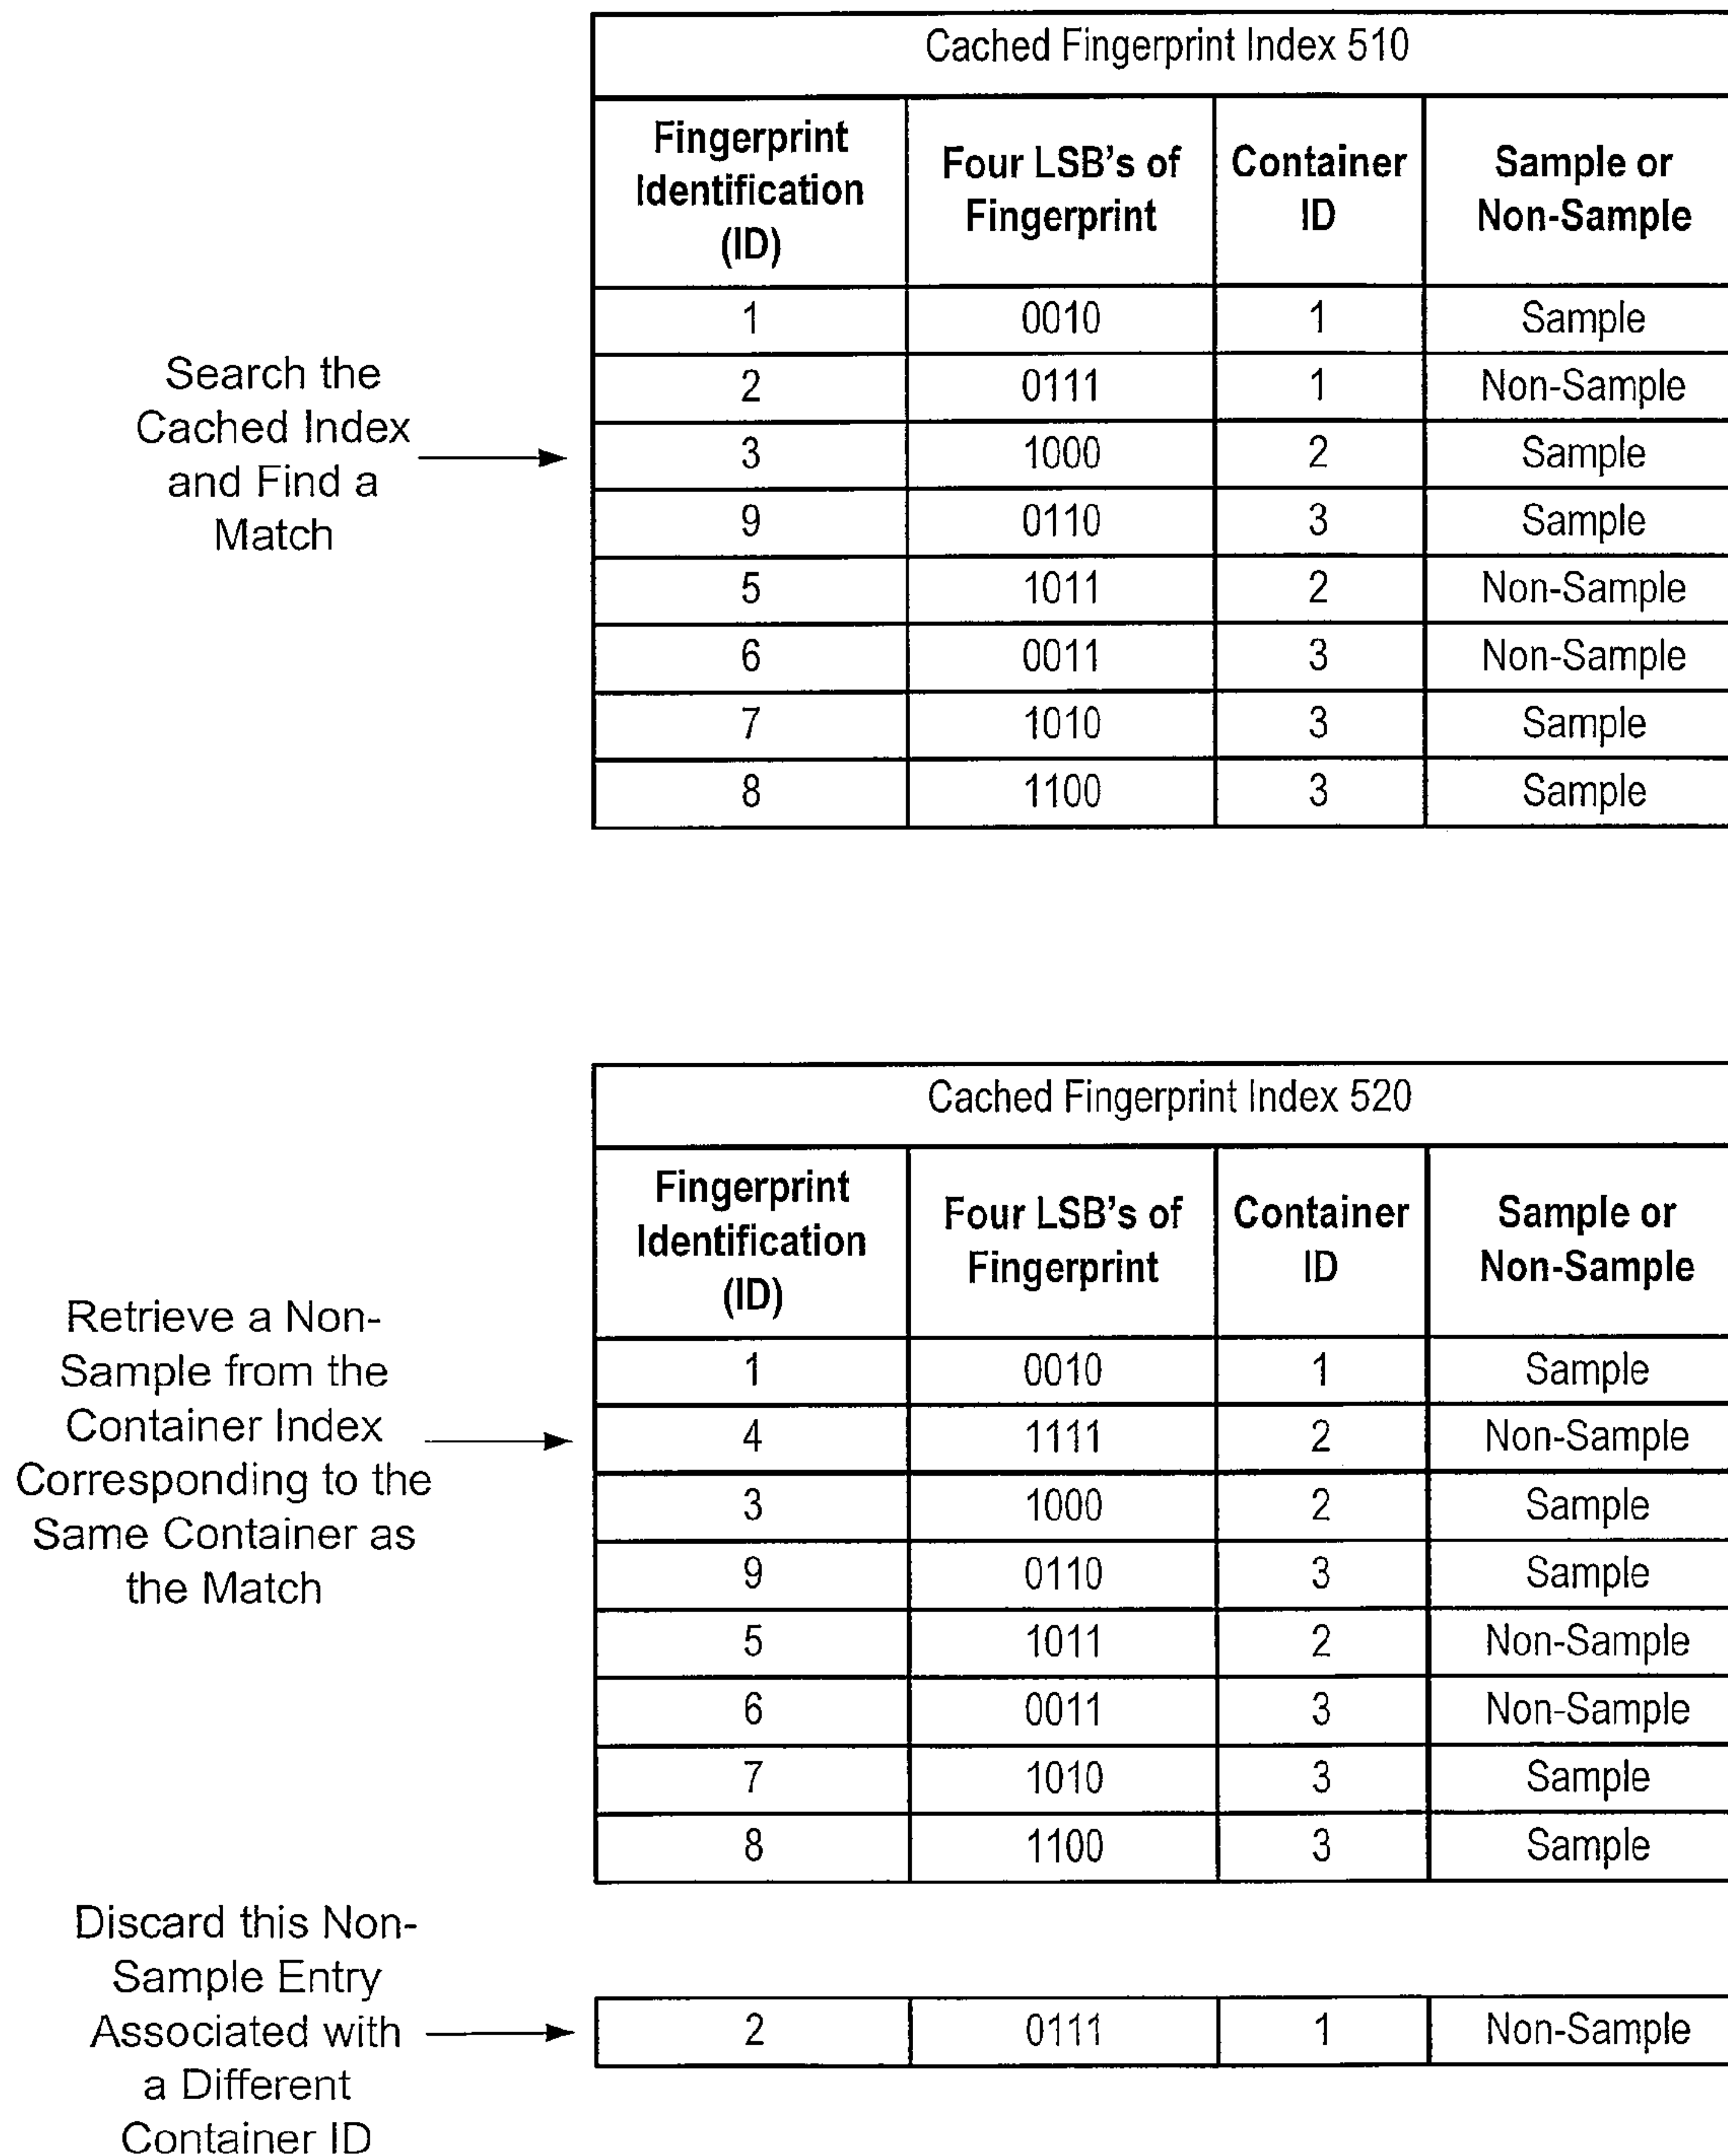 Cached Fingerprint Index 510
Fingerprint Identification (ID) Four LSB's of Fingerprint Container ID Sample or Non-Sample
1 0010 1 Sample
2 0111 1 Non-Sample
3 1000 2 Sample
9 0110 3 Sample
5 1011 2 Non-Sample
6 0011 3 Non-Sample
7 1010 3 Sample
8 1100 3 Sample
Search the
Cached Index
and Find a
Match
Cached Fingerprint Index 520
Fingerprint Identification (ID) Four LSB's of Fingerprint Container ID Sample or Non-Sample
1 0010 1 Sample
4 1111 2 Non-Sample
3 1000 2 Sample
9 0110 3 Sample
5 1011 2 Non-Sample
6 0011 3 Non-Sample
7 1010 3 Sample
8 1100 3 Sample
Retrieve a Non-
Sample from the
Container Index
Corresponding to the
Same Container as
the Match
Discard this Non-
Sample Entry
Associated with
a Different
Container ID
2 0111 1 Non-Sample